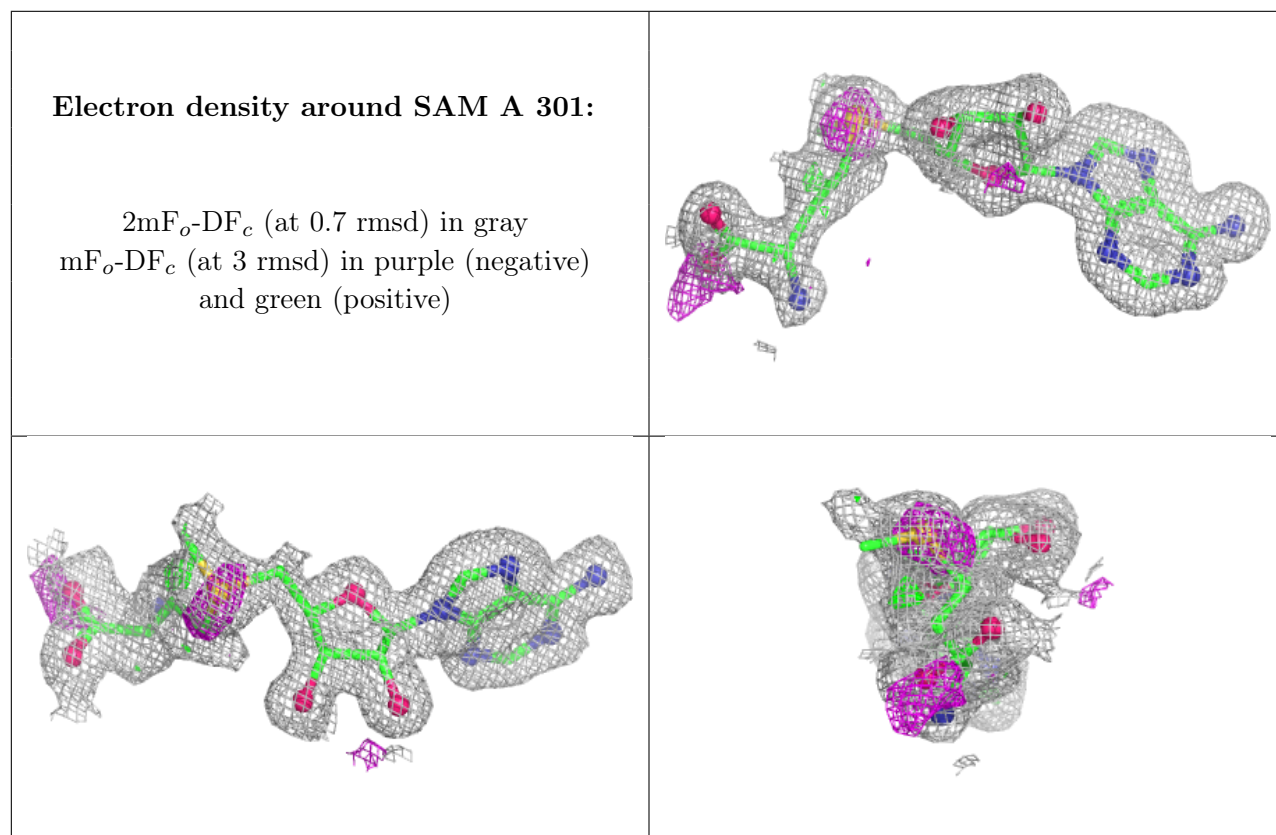 Electron density around SAM A 301:
2mFₒ-DF𝒸 (at 0.7 rmsd) in gray
mFₒ-DF𝒸 (at 3 rmsd) in purple (negative)
and green (positive)